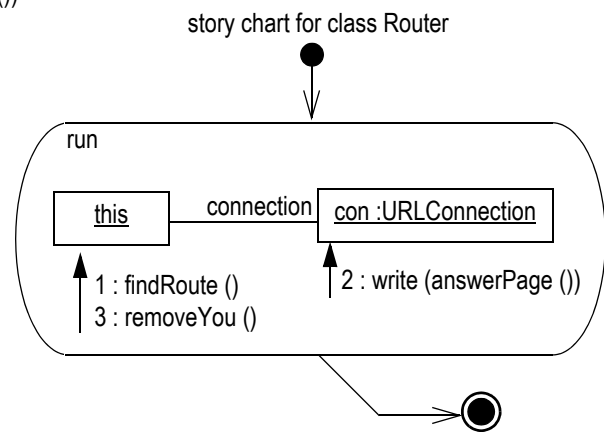 ())
story chart for class Router
run
this
connection
con :URLConnection
1 : findRoute ()
3 : removeYou ()
2 : write (answerPage ())